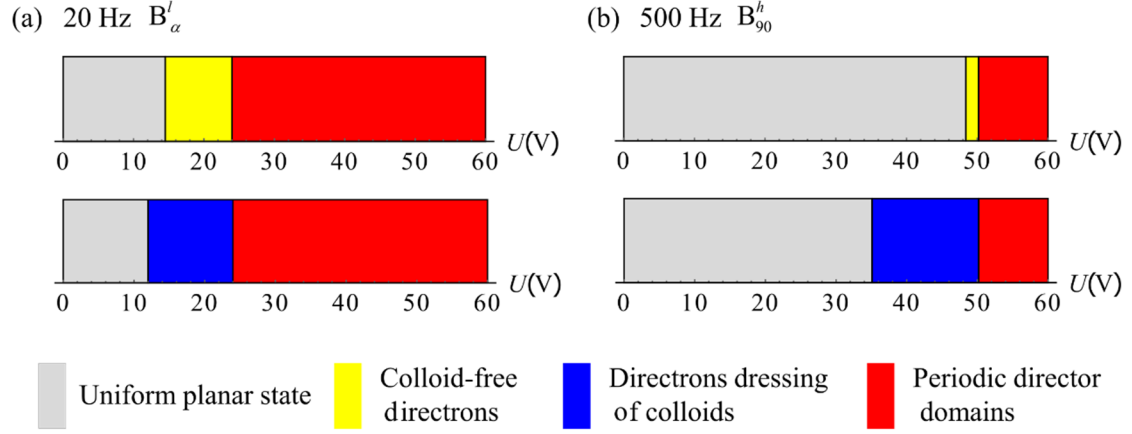 (a) 20 Hz B^l_α
(b) 500 Hz B^h_90
0 10 20 30 40 50 60 U(V)
0 10 20 30 40 50 60 U(V)
0 10 20 30 40 50 60 U(V)
0 10 20 30 40 50 60 U(V)
Uniform planar state
Colloid-free
directrons
Directrons dressing
of colloids
Periodic director
domains